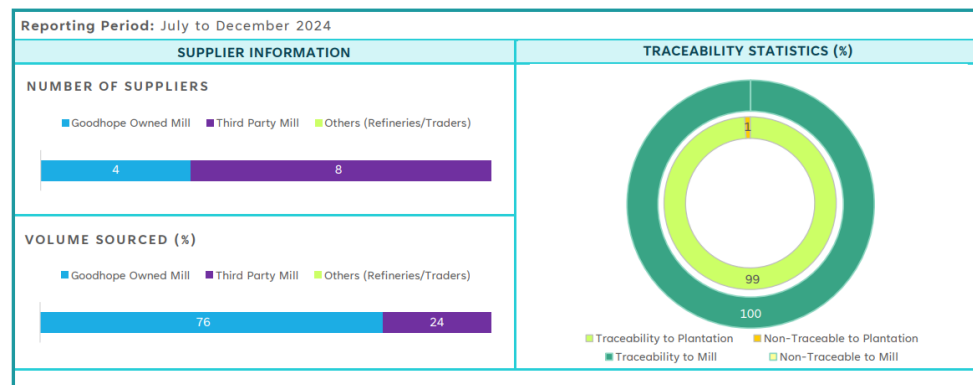 Reporting Period: July to December 2024
SUPPLIER INFORMATION
NUMBER OF SUPPLIERS
Goodhope Owned Mill Third Party Mill Others (Refineries/Traders)
4 8
VOLUME SOURCED (%)
Goodhope Owned Mill Third Party Mill Others (Refineries/Traders)
76 24
TRACEABILITY STATISTICS (%)
1
99
100
Traceability to Plantation Non-Traceable to Plantation
Traceability to Mill Non-Traceable to Mill